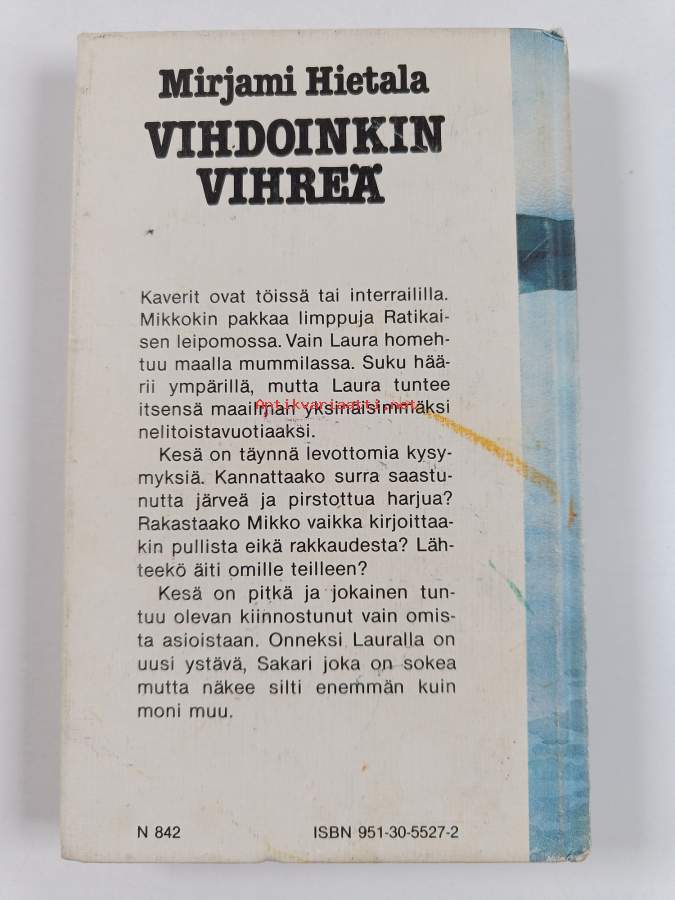 Mirjami Hietala
VIHDOINKIN
VIHREÄ
Kaverit ovat töissä tai interraililla.
Mikkokin pakkaa limppuja Ratikai-
sen leipomossa. Vain Laura homeh-
tuu maalla mummilassa. Suku hää-
rii ympärillä, mutta Laura tuntee
itsensä maailman yksinäisimmäksi
Antikvariaatti.net
nelitoistavuotiaaksi.
Kesä on täynnä levottomia kysy-
myksiä. Kannattaako surra saastu-
nutta järveä ja pirstottua harjua?
Rakastaako Mikko vaikka kirjoittaa-
kin pullista eikä rakkaudesta? Läh-
teekö äiti omille teilleen?
Kesä on pitkä ja jokainen tun-
tuu olevan kiinnostunut vain omis-
ta asioistaan. Onneksi Lauralla on
uusi ystävä, Sakari joka on sokea
mutta näkee silti enemmän kuin
moni muu.
N 842
ISBN 951-30-5527-2